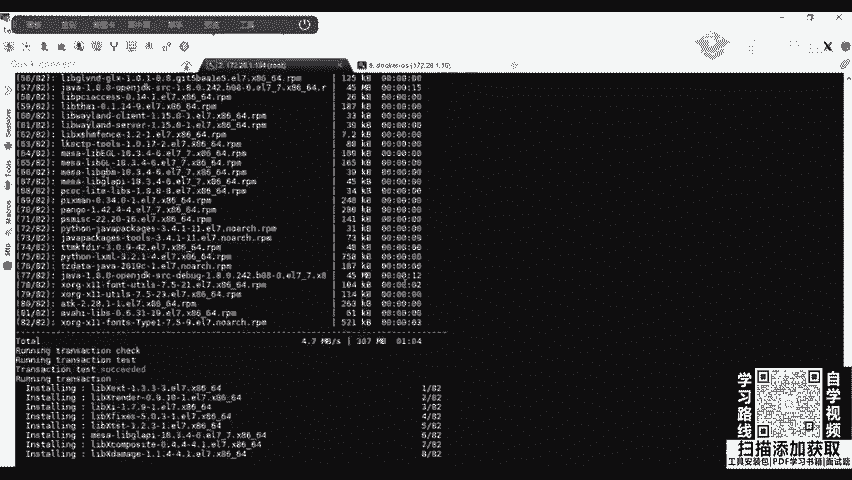 2. 172.28.1.184 (root)
(56/82): libglvnd-glx-1.0.1-0.8.git5baa1e5.el7.x86_64.rpm | 125 kB 00:00:00
(57/82): java-1.8.0-openjdk-src-1.8.0.242.b08-0.el7_7.x86_64.r | 45 MB 00:00:15
(58/82): libpciaccess-0.14-1.el7.x86_64.rpm | 26 kB 00:00:00
(59/82): libthai-0.1.14-9.el7.x86_64.rpm | 187 kB 00:00:00
(60/82): libwayland-client-1.15.0-1.el7.x86_64.rpm | 33 kB 00:00:00
(61/82): libwayland-server-1.15.0-1.el7.x86_64.rpm | 39 kB 00:00:00
(62/82): libxshmfence-1.2-1.el7.x86_64.rpm | 7.2 kB 00:00:00
(63/82): lksctp-tools-1.0.17-2.el7.x86_64.rpm | 88 kB 00:00:00
(64/82): mesa-libEGL-18.3.4-6.el7_7.x86_64.rpm 00:00:00
(65/82): mesa-libGL-18.3.4-6.el7_7.x86_64.rpm 00:00:00
(66/82): mesa-libgbm-18.3.4-6.el7_7.x86_64.rpm | 39 kB 00:00:00
(67/82): mesa-libglapi-18.3.4-6.el7_7.x86_64.rpm | 45 kB 00:00:00
(68/82): pcsc-lite-libs-1.8.8-8.el7.x86_64.rpm | 34 kB 00:00:00
(69/82): pixman-0.34.0-1.el7.x86_64.rpm | 248 kB 00:00:00
(70/82): pango-1.42.4-4.el7_7.x86_64.rpm | 280 kB 00:00:00
(71/82): psmisc-22.20-16.el7.x86_64.rpm | 141 kB 00:00:00
(72/82): python-javapackages-3.4.1-11.el7.noarch.rpm | 31 kB 00:00:00
(73/82): javapackages-tools-3.4.1-11.el7.noarch.rpm | 73 kB 00:00:00
(74/82): ttmkfdir-3.0.9-42.el7.x86_64.rpm | 48 kB 00:00:00
(75/82): python-lxml-3.2.1-4.el7.x86_64.rpm | 758 kB 00:00:00
(76/82): tzdata-java-2019c-1.el7.noarch.rpm | 187 kB 00:00:00
(77/82): java-1.8.0-openjdk-src-debug-1.8.0.242.b08-0.el7_7.x8 | 45 MB 00:00:12
(78/82): xorg-x11-font-utils-7.5-21.el7.x86_64.rpm | 104 kB 00:00:02
(79/82): xorg-x11-utils-7.5-23.el7.x86_64.rpm | 114 kB 00:00:00
(80/82): atk-2.28.1-1.el7.x86_64.rpm | 263 kB 00:00:00
(81/82): avahi-libs-0.6.31-19.el7.x86_64.rpm | 61 kB 00:00:00
(82/82): xorg-x11-fonts-Type1-7.5-9.el7.noarch.rpm | 521 kB 00:00:03
Total 4.7 MB/s | 307 MB 01:04
Running transaction check
Running transaction test
Transaction test succeeded
Running transaction
Installing : libXext-1.3.3-3.el7.x86_64 1/82
Installing : libXrender-0.9.10-1.el7.x86_64 2/82
Installing : libXi-1.7.9-1.el7.x86_64 3/82
Installing : libXfixes-5.0.3-1.el7.x86_64 4/82
Installing : libXtst-1.2.3-1.el7.x86_64 5/82
Installing : mesa-libglapi-18.3.4-6.el7_7.x86_64 6/82
Installing : libXcomposite-0.4.4-4.1.el7.x86_64 7/82
Installing : libXdamage-1.1.4-4.1.el7.x86_64 8/82
Sessions
Tools
Macros
Sftp
学习路线
自学视频
扫描添加获取
工具安装包|PDF学习书籍|面试题